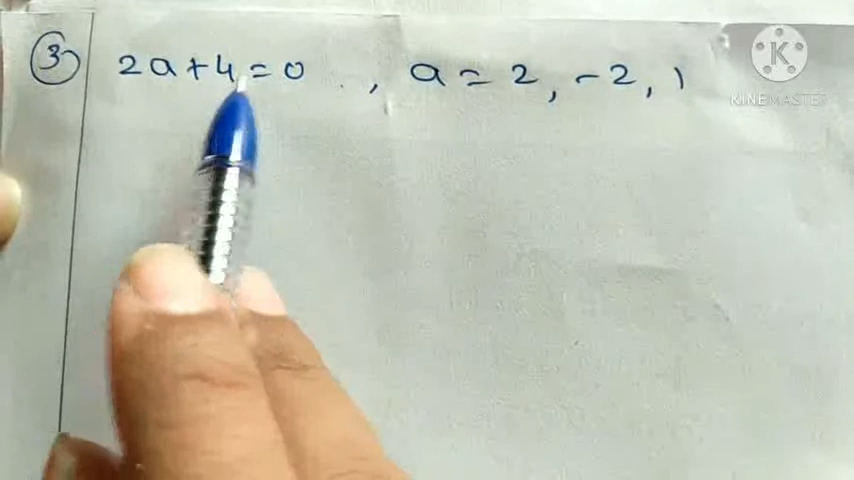 ③ 2a+4=0 , a = 2, -2, 1
KINEMASTER